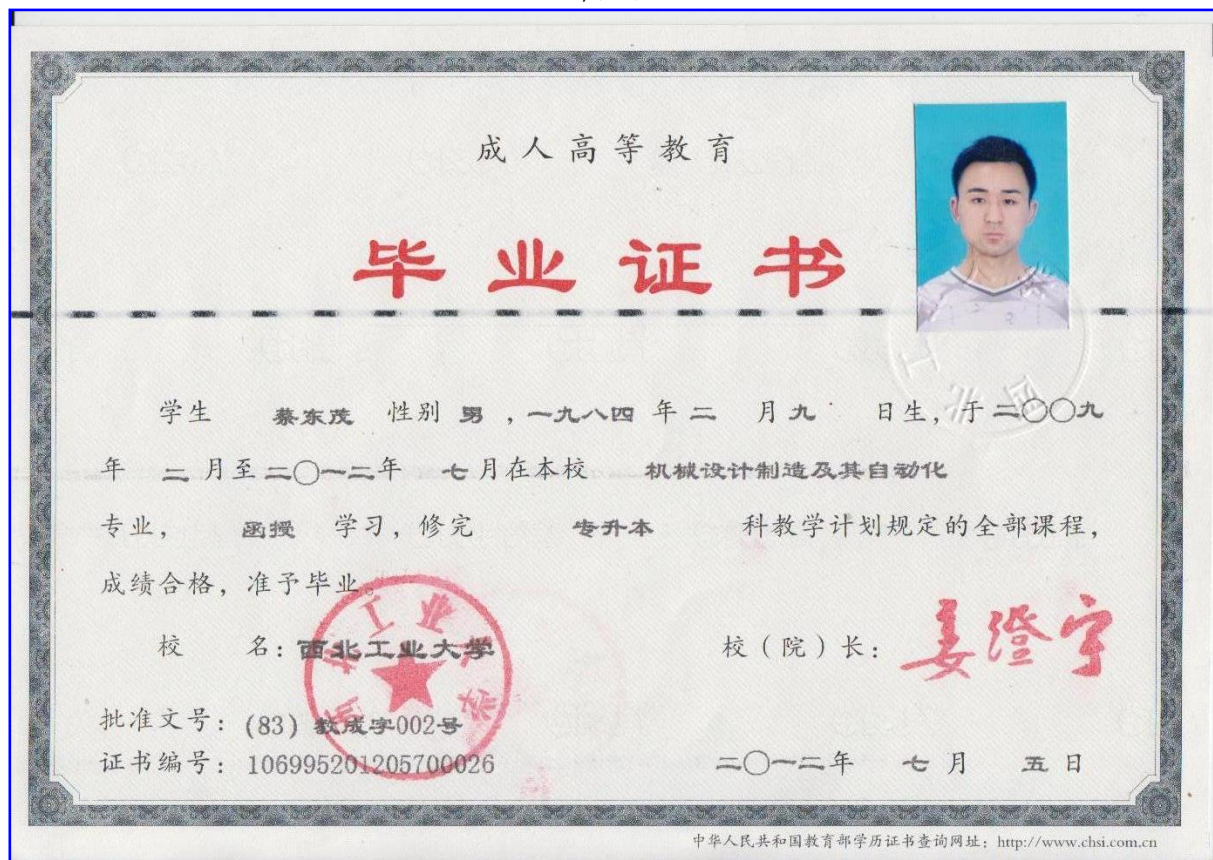 成人高等教育
毕业证书
学生 蔡东茂 性别 男 ，一九八四 年 二 月 九 日生，于 二〇〇九
年 二 月至 二〇一二年 七 月在本校 机械设计制造及其自动化
专业， 函授 学习，修完 专升本 科教学计划规定的全部课程，
成绩合格，准予毕业。
校 名：西北工业大学
校（院）长：姜澄宇
批准文号：(83) 教成字002号
证书编号：106995201205700026
二〇一二年 七 月 五 日
中华人民共和国教育部学历证书查询网址：http://www.chsi.com.cn
西北工业大学